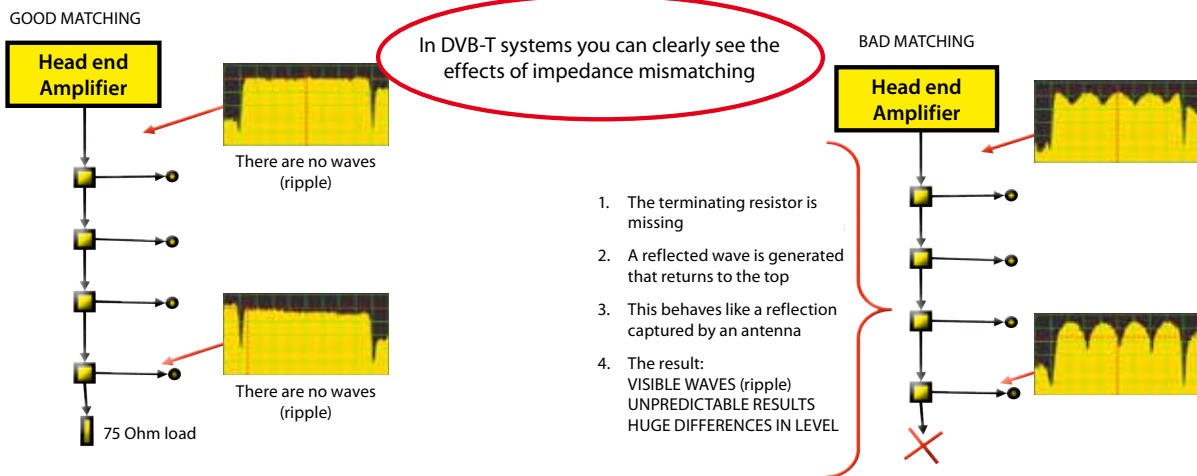 GOOD MATCHING
Head end
Amplifier
There are no waves
(ripple)
There are no waves
(ripple)
75 Ohm load
In DVB-T systems you can clearly see the
effects of impedance mismatching
BAD MATCHING
Head end
Amplifier
1. The terminating resistor is
missing
2. A reflected wave is generated
that returns to the top
3. This behaves like a reflection
captured by an antenna
4. The result:
VISIBLE WAVES (ripple)
UNPREDICTABLE RESULTS
HUGE DIFFERENCES IN LEVEL